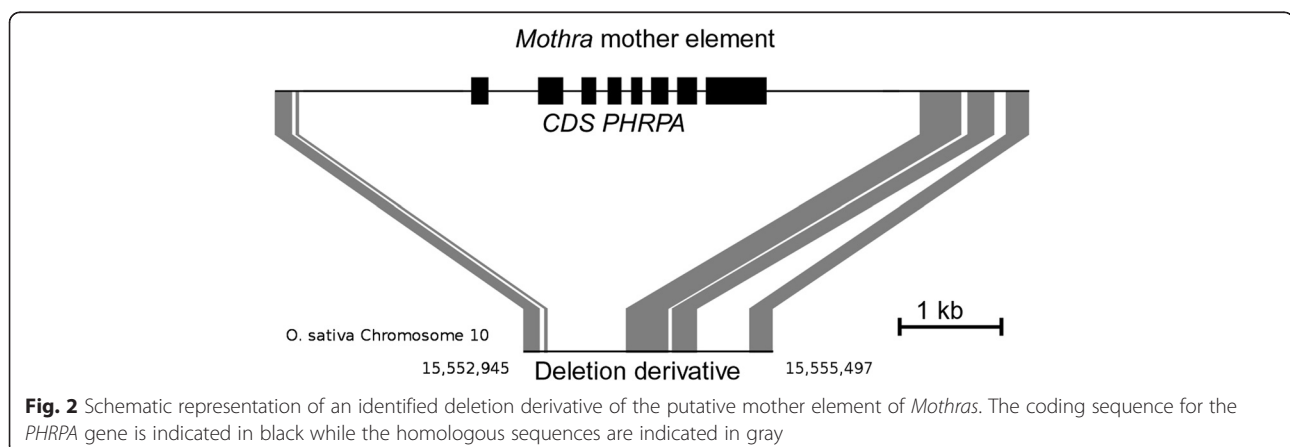 Mothra mother element
CDS PHRPA
1 kb
O. sativa Chromosome 10
15,552,945
Deletion derivative
15,555,497
Fig. 2 Schematic representation of an identified deletion derivative of the putative mother element of Mothras. The coding sequence for the
PHRPA gene is indicated in black while the homologous sequences are indicated in gray